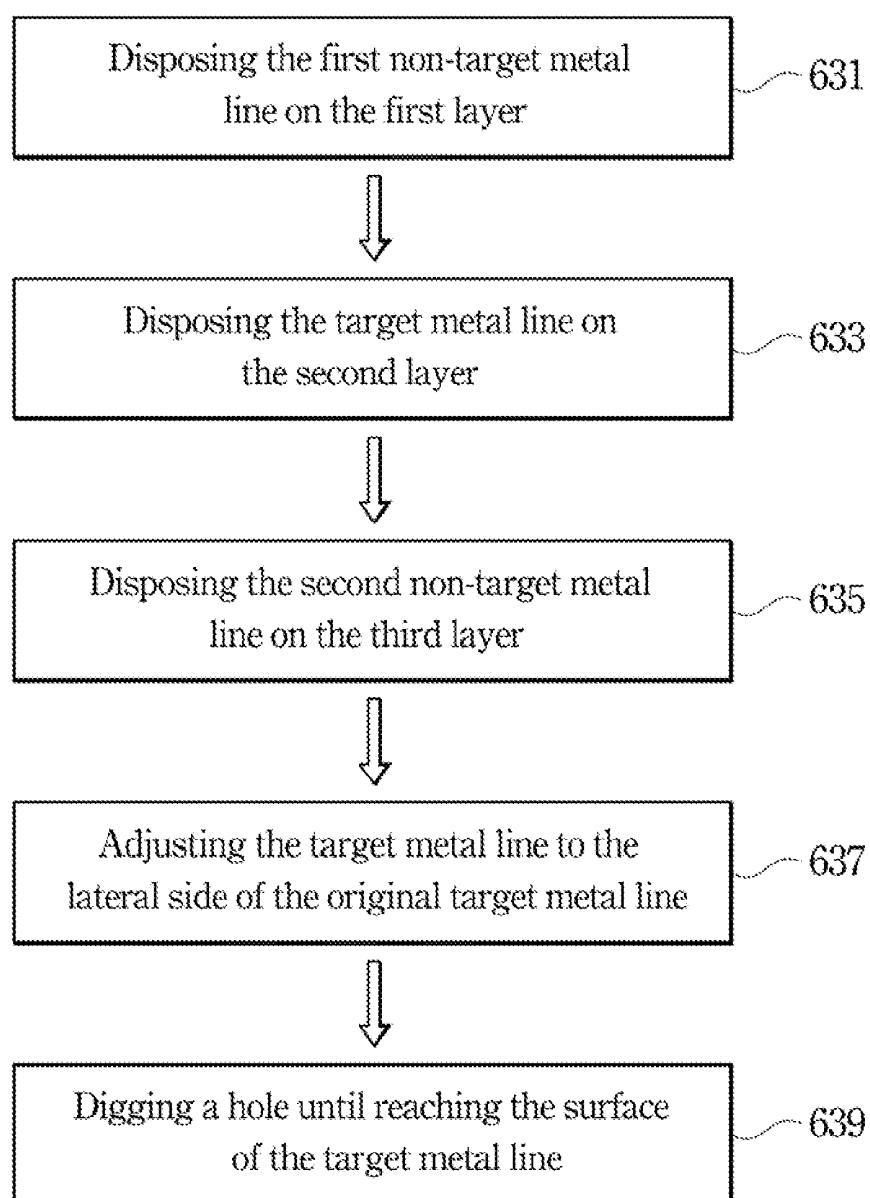 Disposing the first non-target metal
line on the first layer
631
Disposing the target metal line on
the second layer
633
Disposing the second non-target metal
line on the third layer
635
Adjusting the target metal line to the
lateral side of the original target metal line
637
Digging a hole until reaching the surface
of the target metal line
639